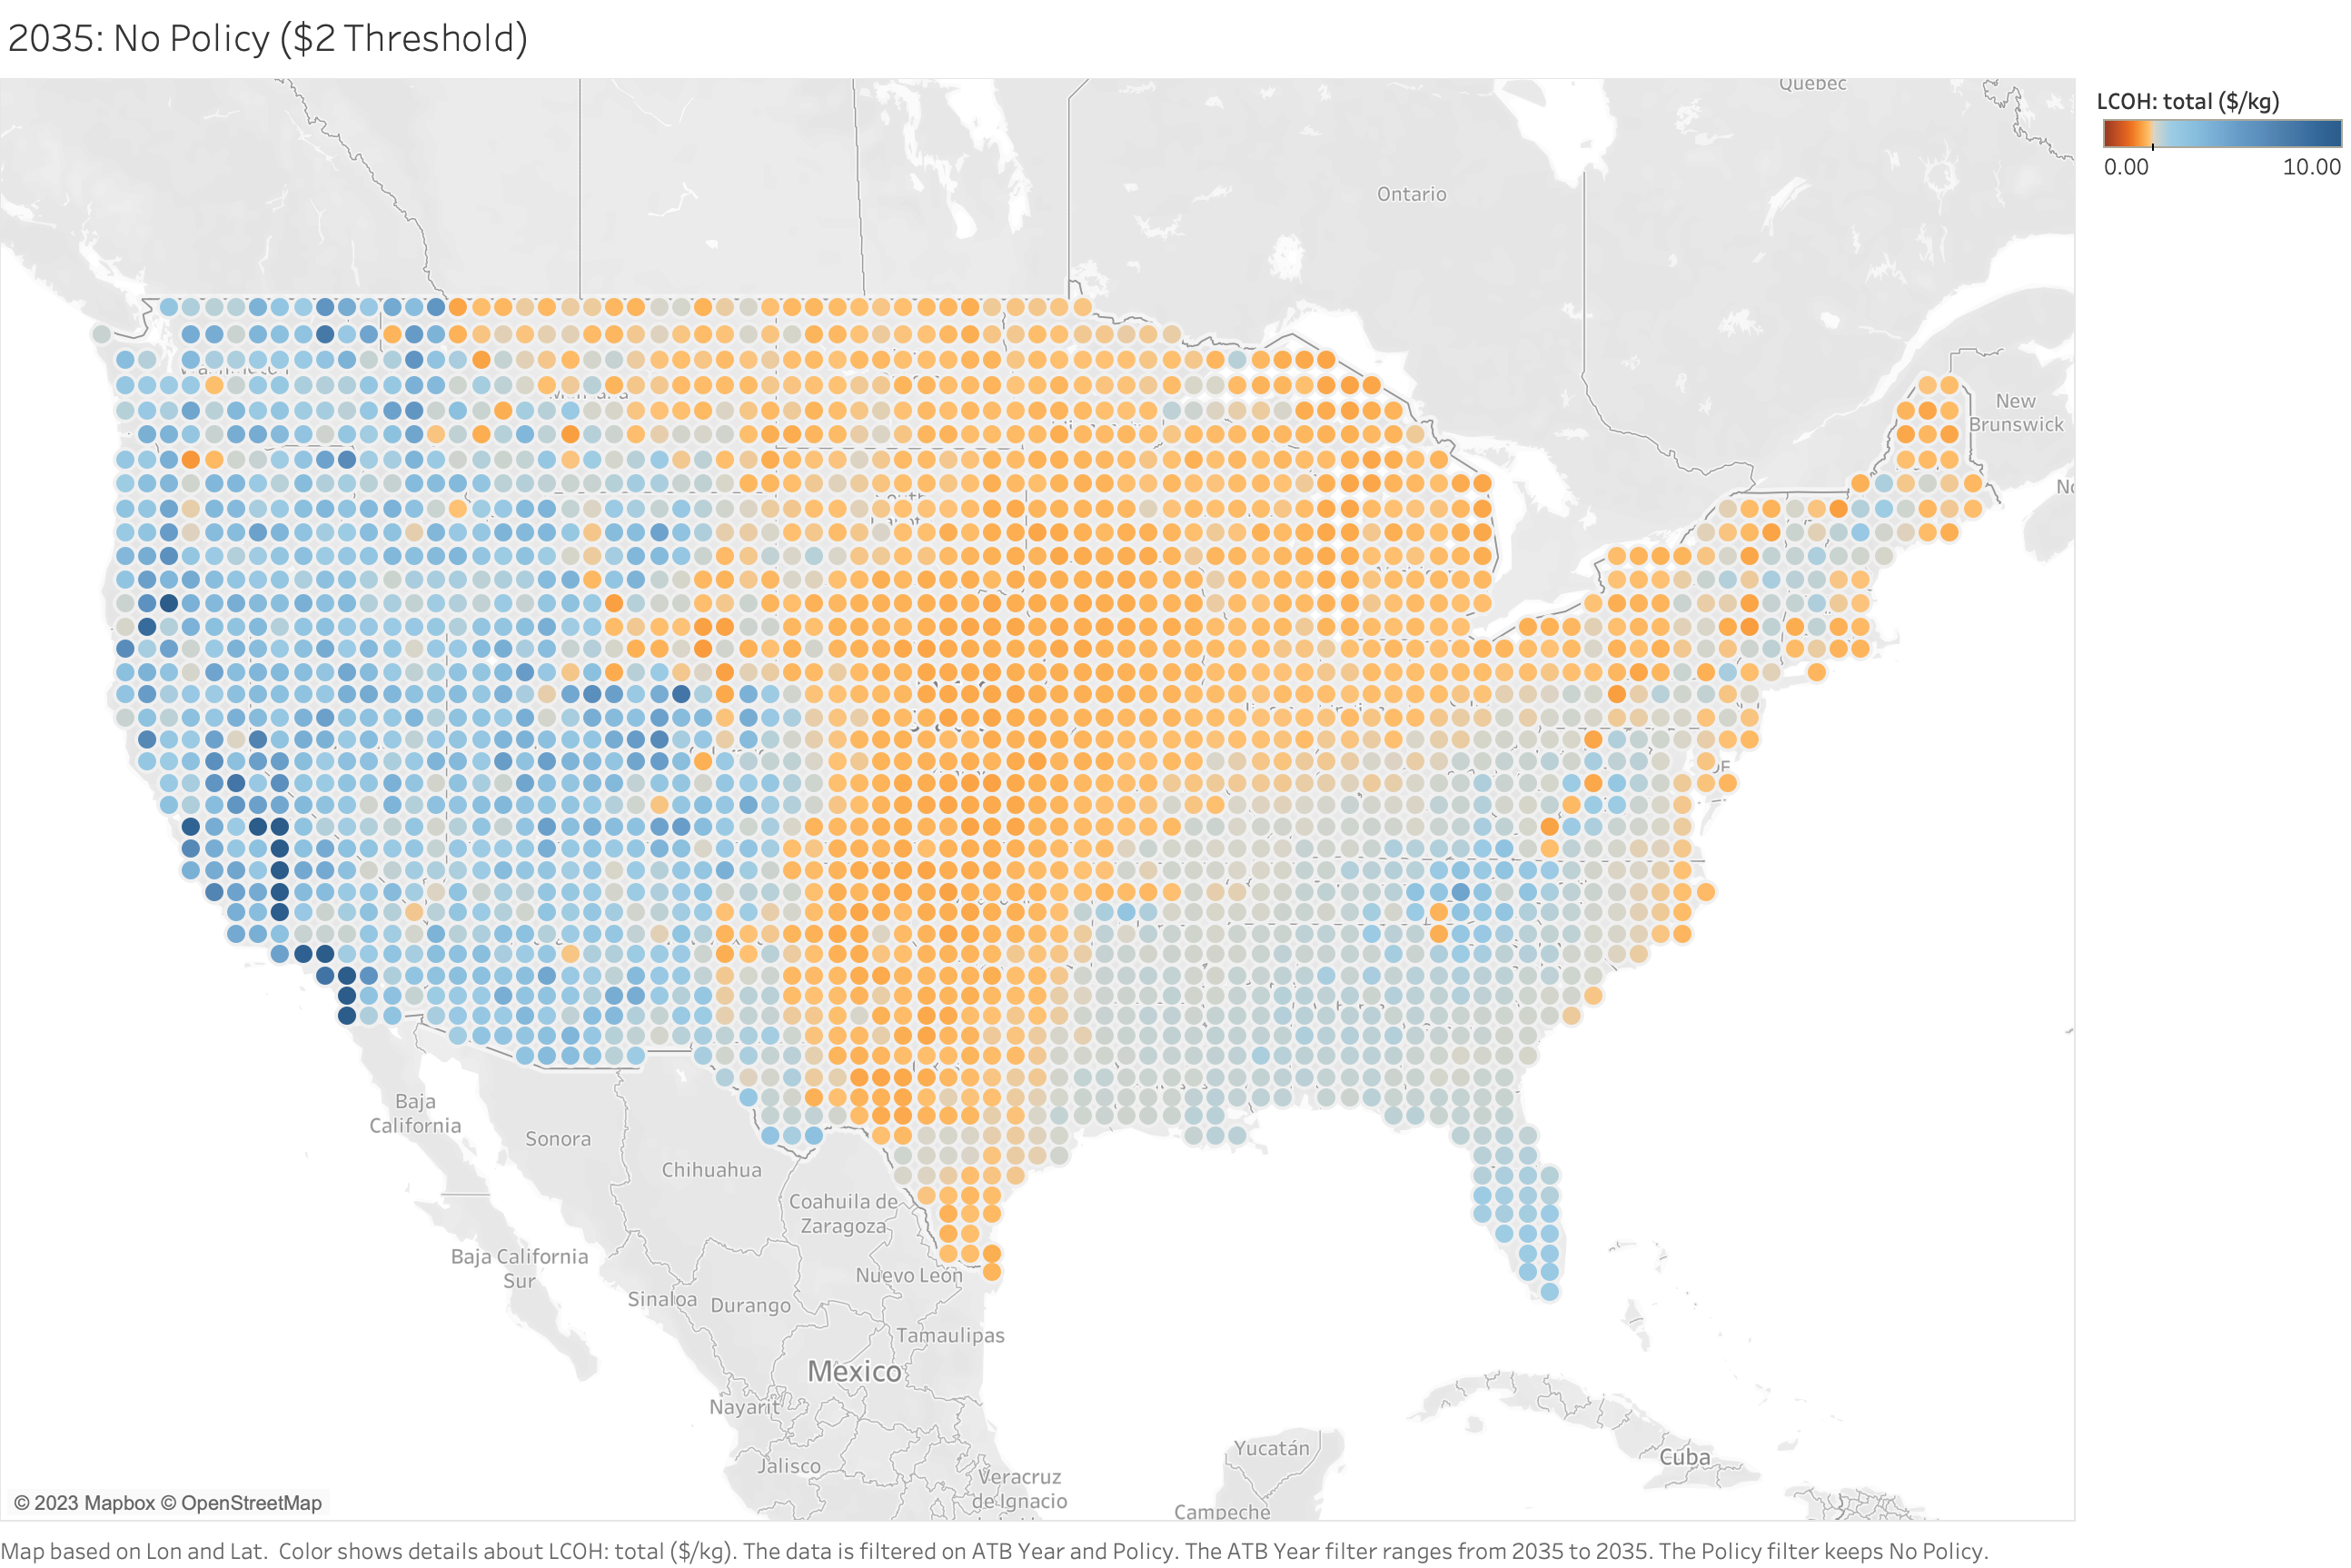 2035: No Policy ($2 Threshold)
LCOH: total ($/kg)
0.00
10.00
Quebec
Ontario
New
Brunswick
Baja
California
Sonora
Chihuahua
Coahuila de
Zaragoza
Baja California
Sur
Nuevo León
Sinaloa
Durango
Tamaulipas
Mexico
Nayarit
Jalisco
Yucatán
Veracruz
de Ignacio
Campeche
Cuba
© 2023 Mapbox © OpenStreetMap
Map based on Lon and Lat. Color shows details about LCOH: total ($/kg). The data is filtered on ATB Year and Policy. The ATB Year filter ranges from 2035 to 2035. The Policy filter keeps No Policy.